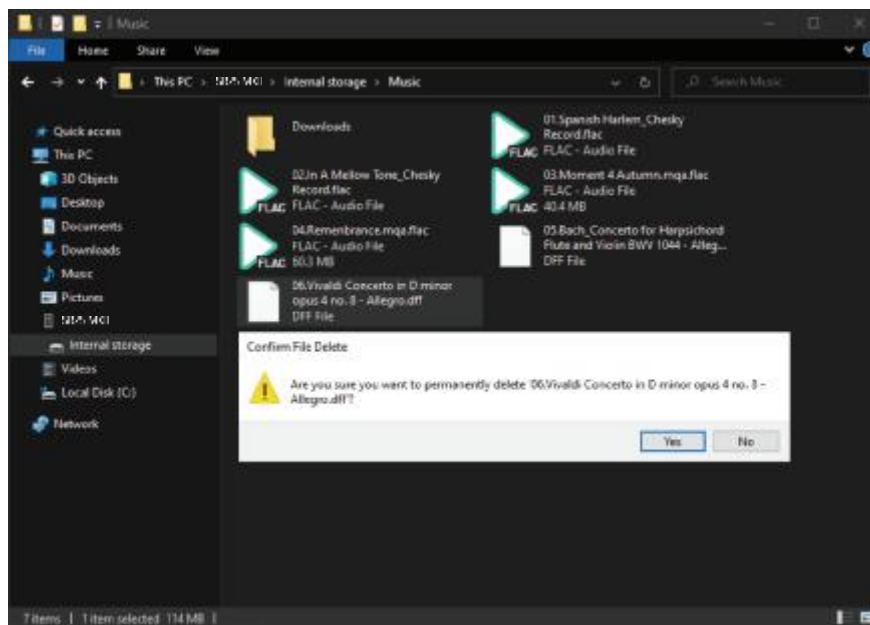 Music
File Home Share View
This PC › Internal storage › Music
Search Music
Quick access
This PC
3D Objects
Desktop
Documents
Downloads
Music
Pictures
Internal storage
Videos
Local Disk (C:)
Network
Downloads
01.Spanish Harlem_Chesky
Record.flac
FLAC - Audio File
FLAC
02.In A Mellow Tone_Chesky
Record.flac
FLAC - Audio File
FLAC
03.Moment 4 Autumn.mqa.flac
FLAC - Audio File
40.4 MB
FLAC
04.Remenbrance.mqa.flac
FLAC - Audio File
60.3 MB
FLAC
05.Bach_Concerto for Harpsichord
Flute and Violin BWV 1044 - Alleg...
DFF File
06.Vivaldi Concerto in D minor
opus 4 no. 8 - Allegro.dff
DFF File
Confirm File Delete
Are you sure you want to permanently delete '06.Vivaldi Concerto in D minor opus 4 no. 8 -
Allegro.dff'?
Yes No
7 items 1 item selected 114 MB